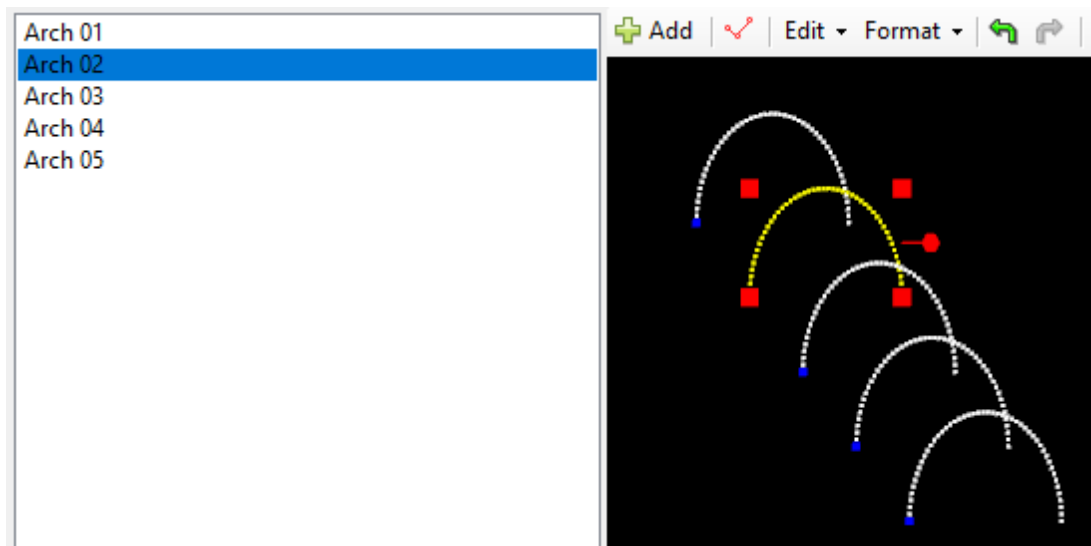 Arch 01
Arch 02
Arch 03
Arch 04
Arch 05
Add Edit Format